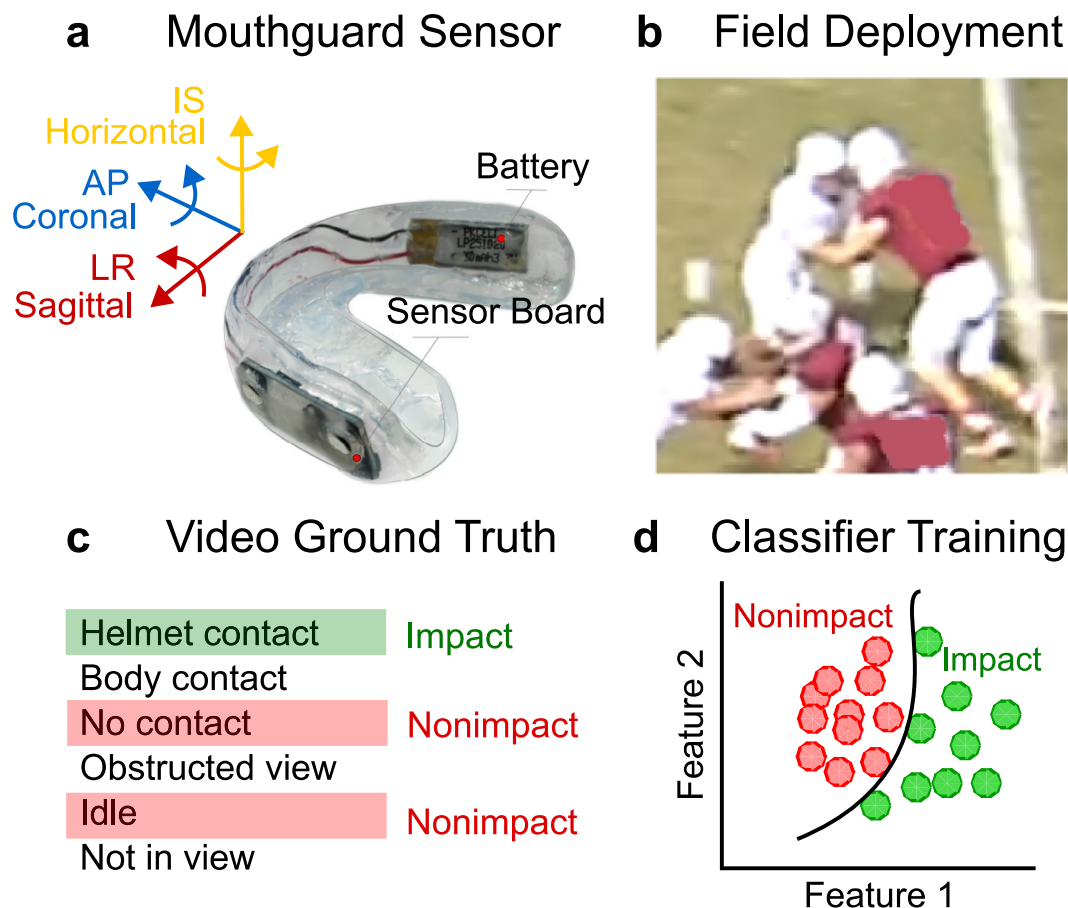 a Mouthguard Sensor
IS
Horizontal
AP
Coronal
LR
Sagittal
Battery
PKCELL
Sensor Board
b Field Deployment
c Video Ground Truth
Helmet contact Impact
Body contact
No contact Nonimpact
Obstructed view
Idle Nonimpact
Not in view
d Classifier Training
Nonimpact
Impact
Feature 2
Feature 1